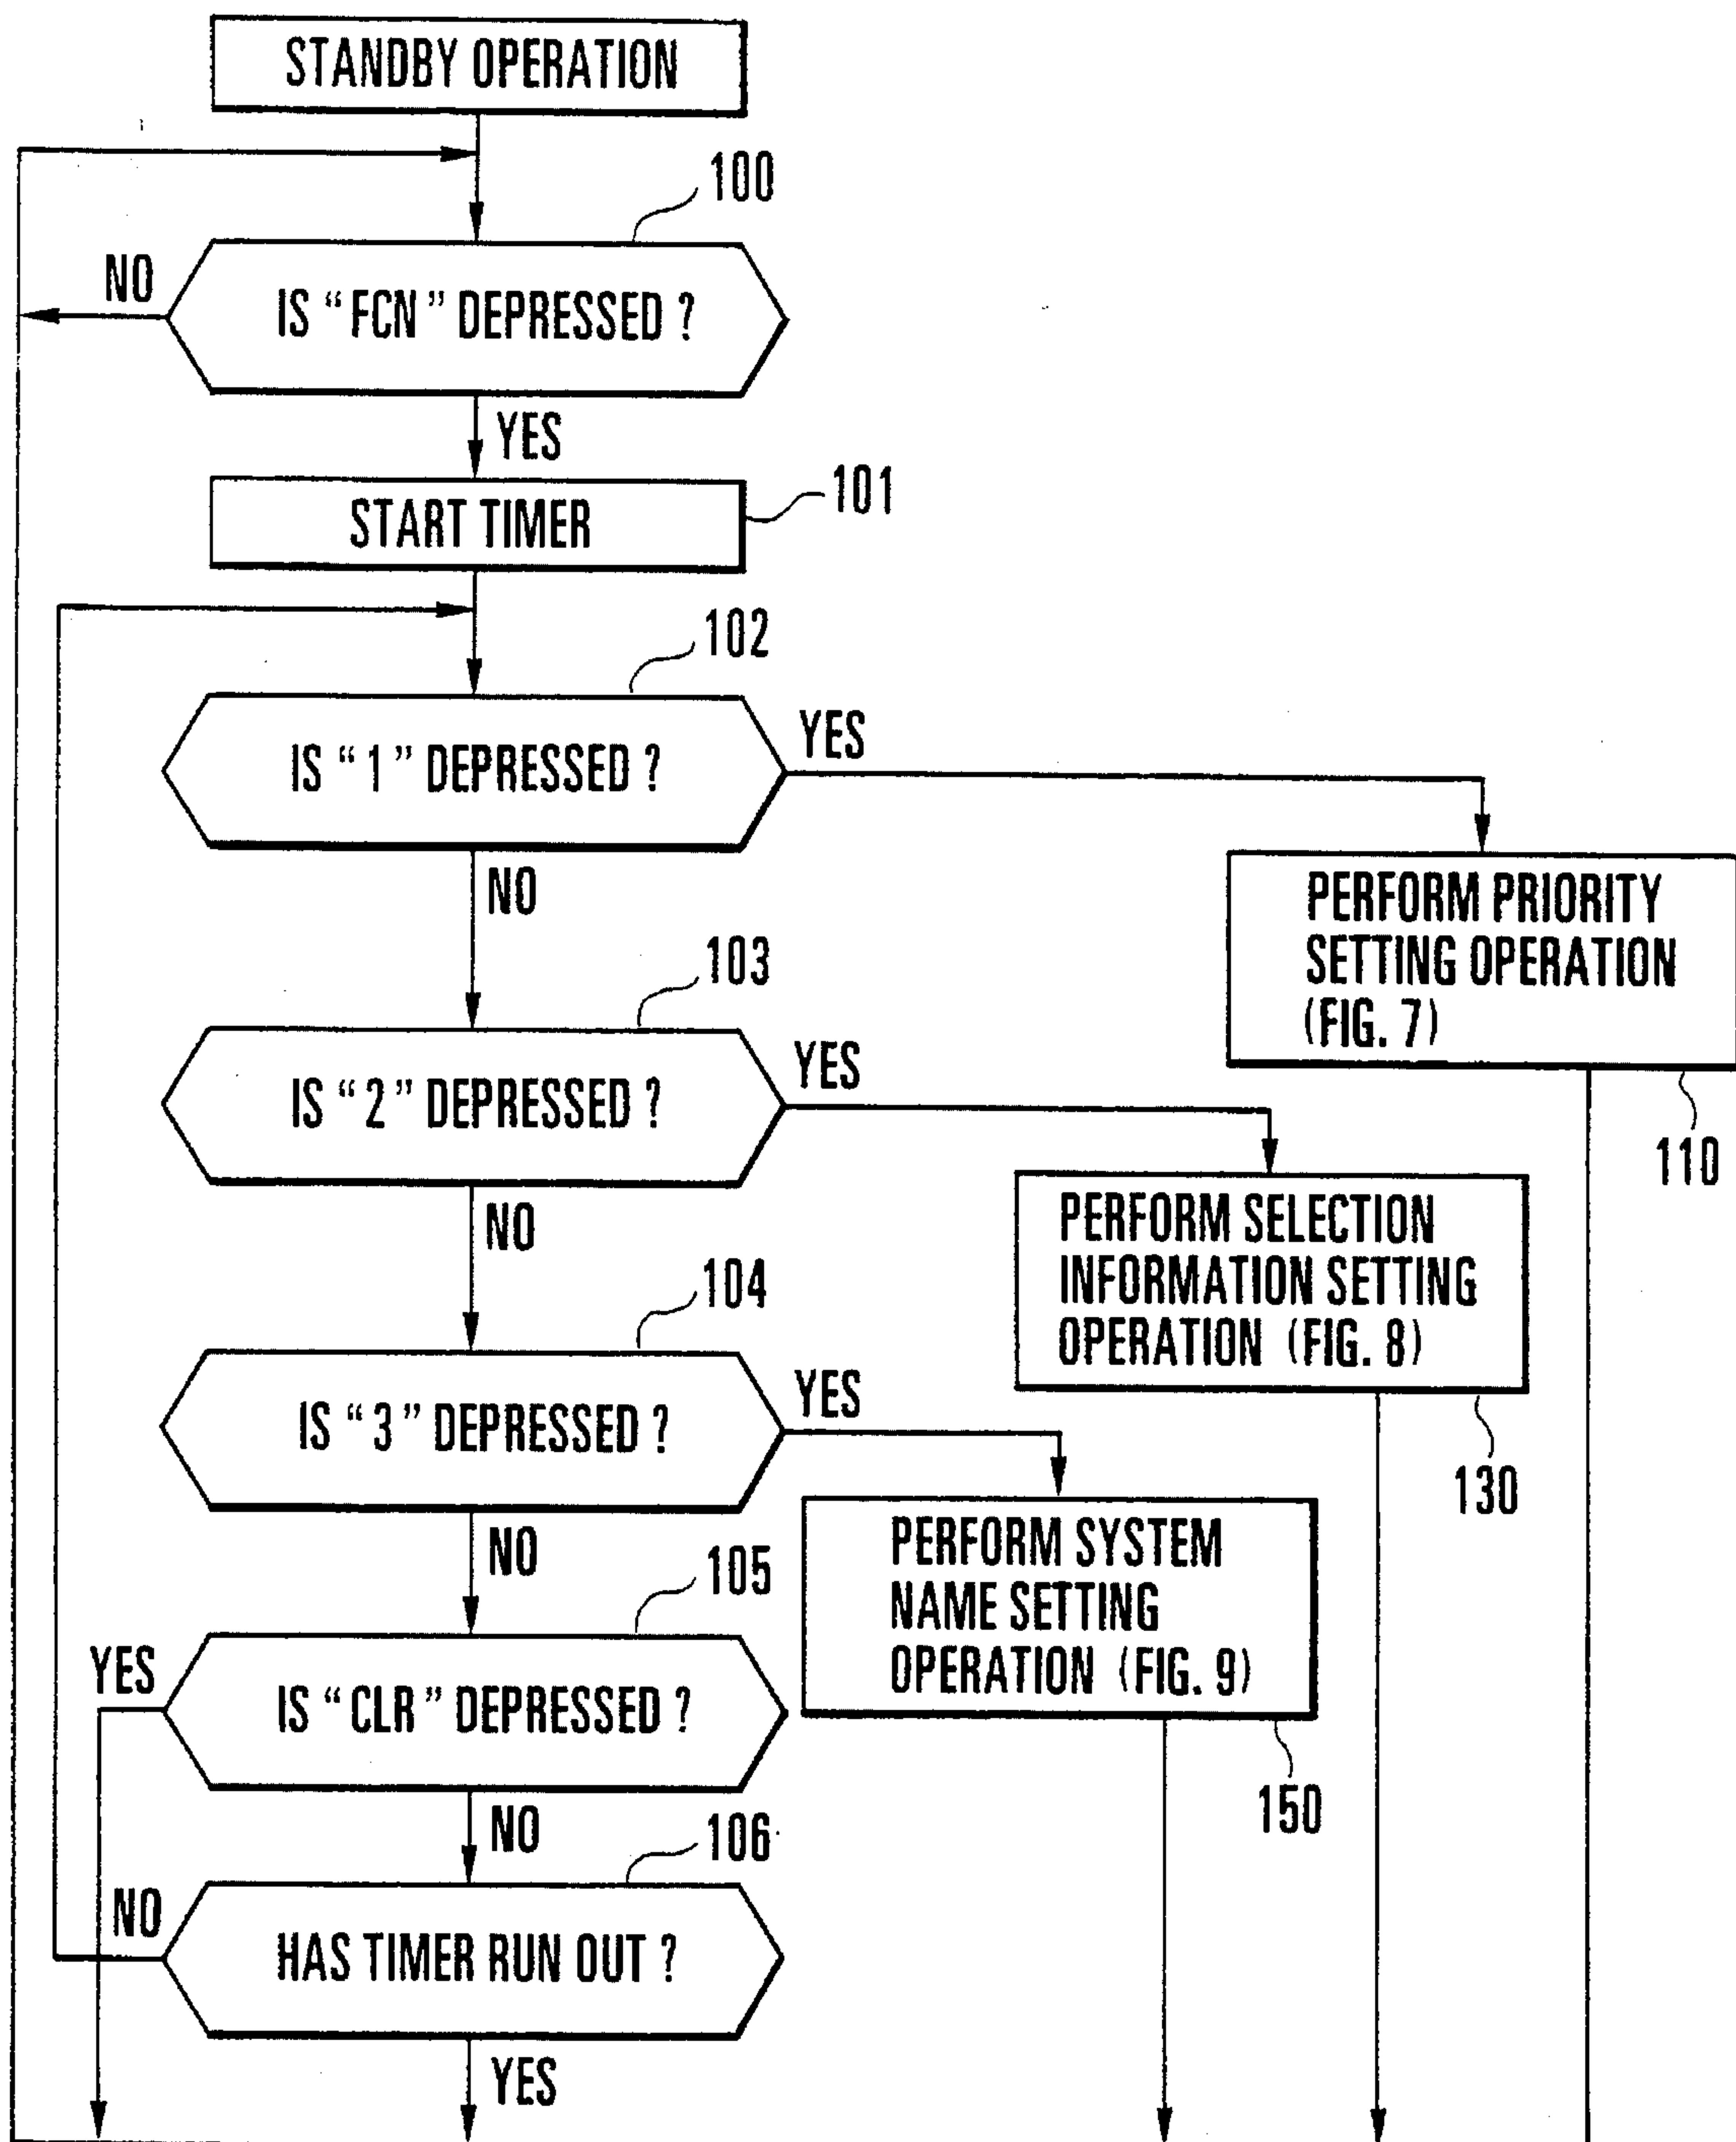 STANDBY OPERATION
100
NO
IS “FCN” DEPRESSED ?
YES
START TIMER
101
102
IS “1” DEPRESSED ?
YES
NO
PERFORM PRIORITY
SETTING OPERATION
(FIG. 7)
110
103
IS “2” DEPRESSED ?
YES
NO
PERFORM SELECTION
INFORMATION SETTING
OPERATION (FIG. 8)
130
104
IS “3” DEPRESSED ?
YES
NO
PERFORM SYSTEM
NAME SETTING
OPERATION (FIG. 9)
150
105
YES
IS “CLR” DEPRESSED ?
NO
106
NO
HAS TIMER RUN OUT ?
YES